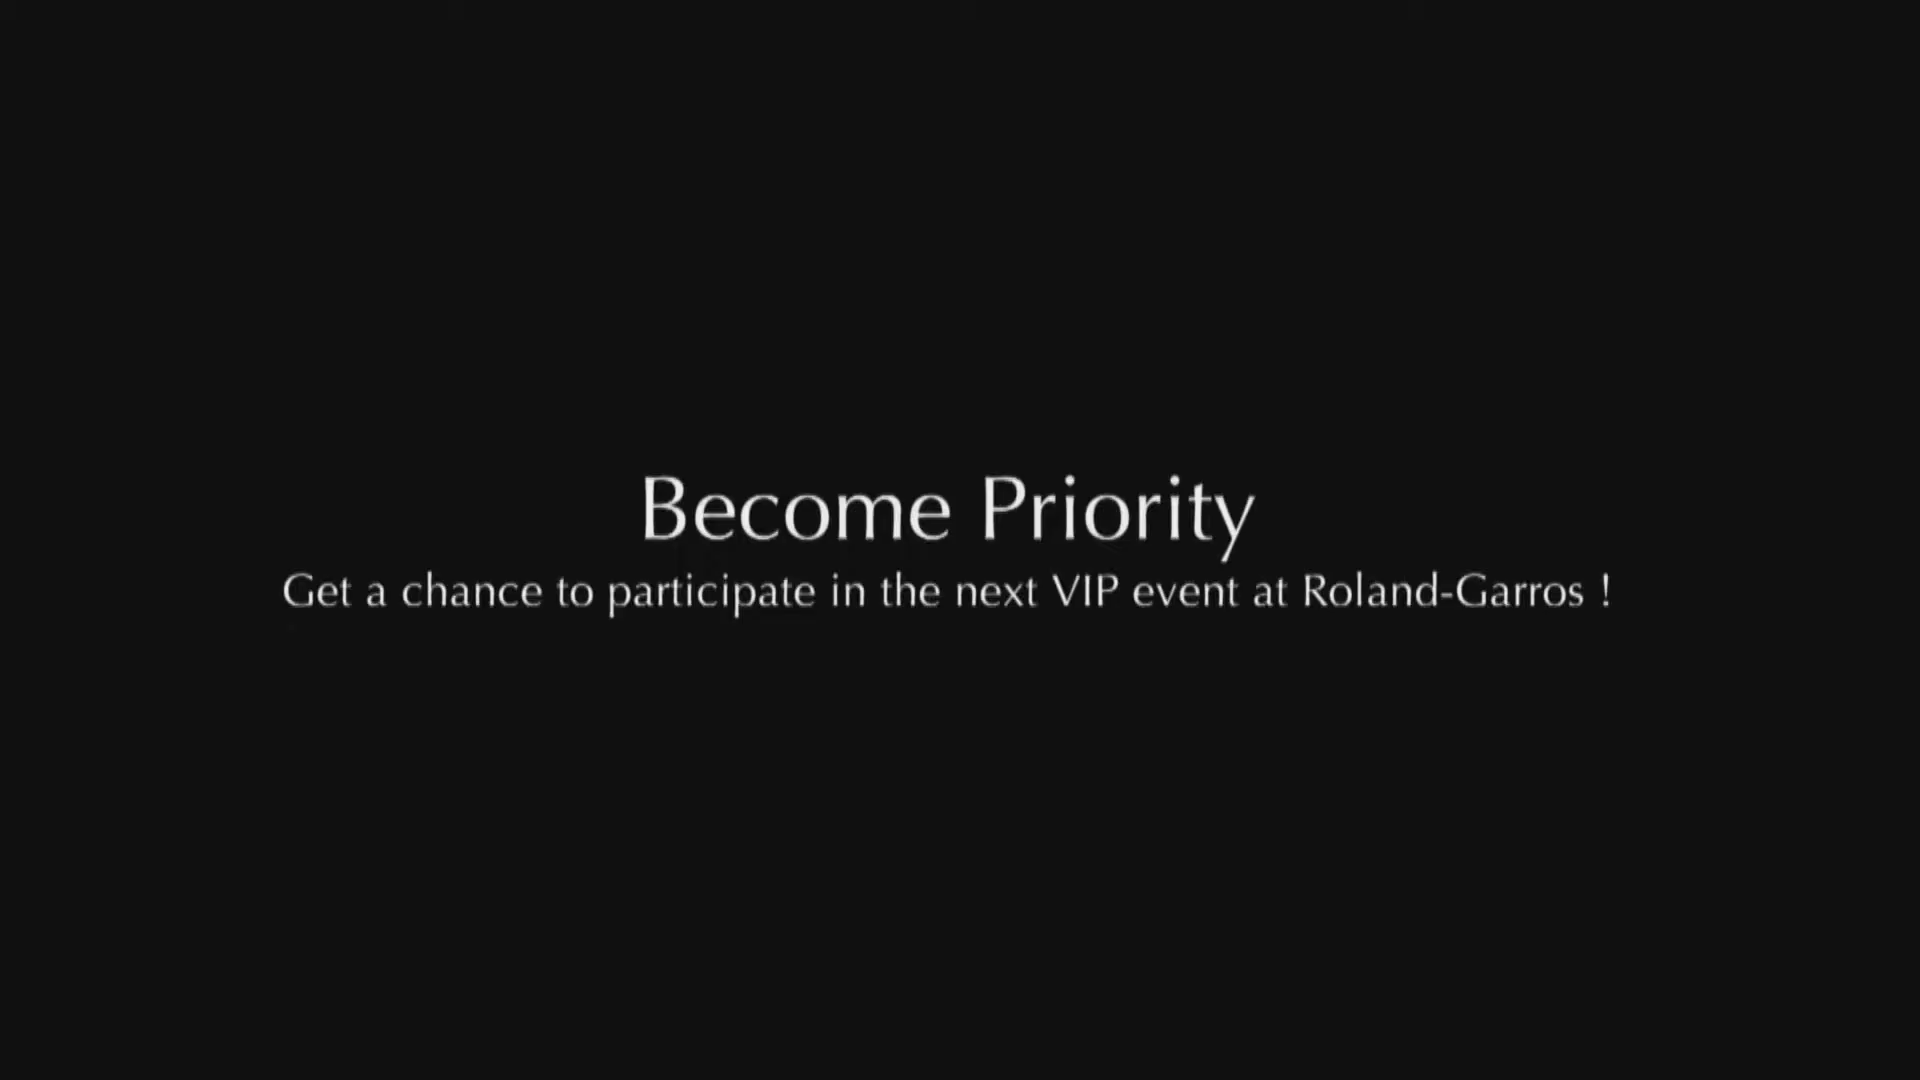 Become Priority
Get a chance to participate in the next VIP event at Roland-Garros !